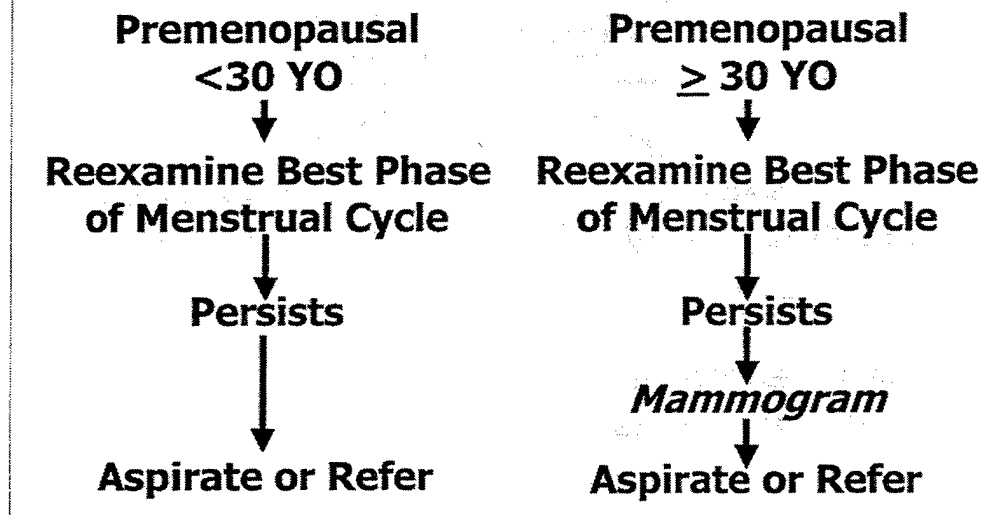 Premenopausal
<30 YO
Reexamine Best Phase
of Menstrual Cycle
Persists
Aspirate or Refer
Premenopausal
≥ 30 YO
Reexamine Best Phase
of Menstrual Cycle
Persists
Mammogram
Aspirate or Refer